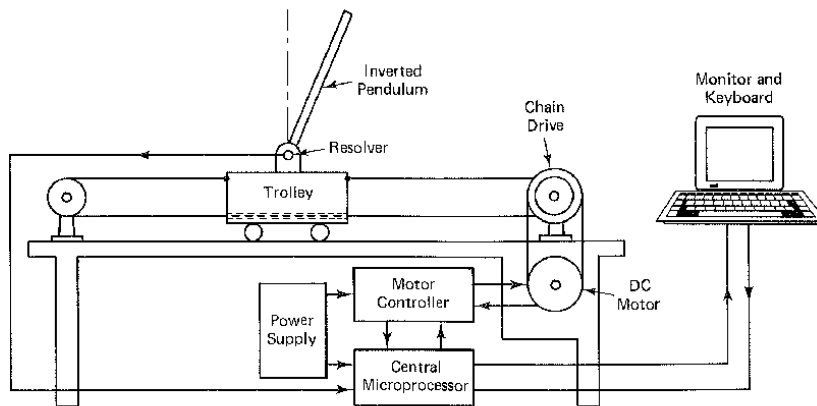 Inverted
Pendulum
Monitor and
Keyboard
Chain
Drive
Resolver
Trolley
Motor
Controller
DC
Motor
Power
Supply
Central
Microprocessor